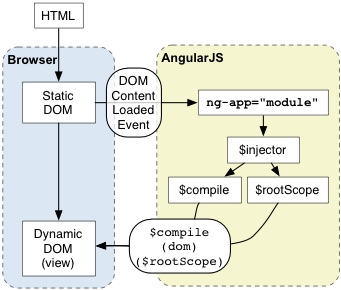 HTML
Browser
AngularJS
Static
DOM
DOM
Content
Loaded
Event
ng-app="module"
$injector
$compile
$rootScope
Dynamic
DOM
(view)
$compile
(dom)
($rootScope)